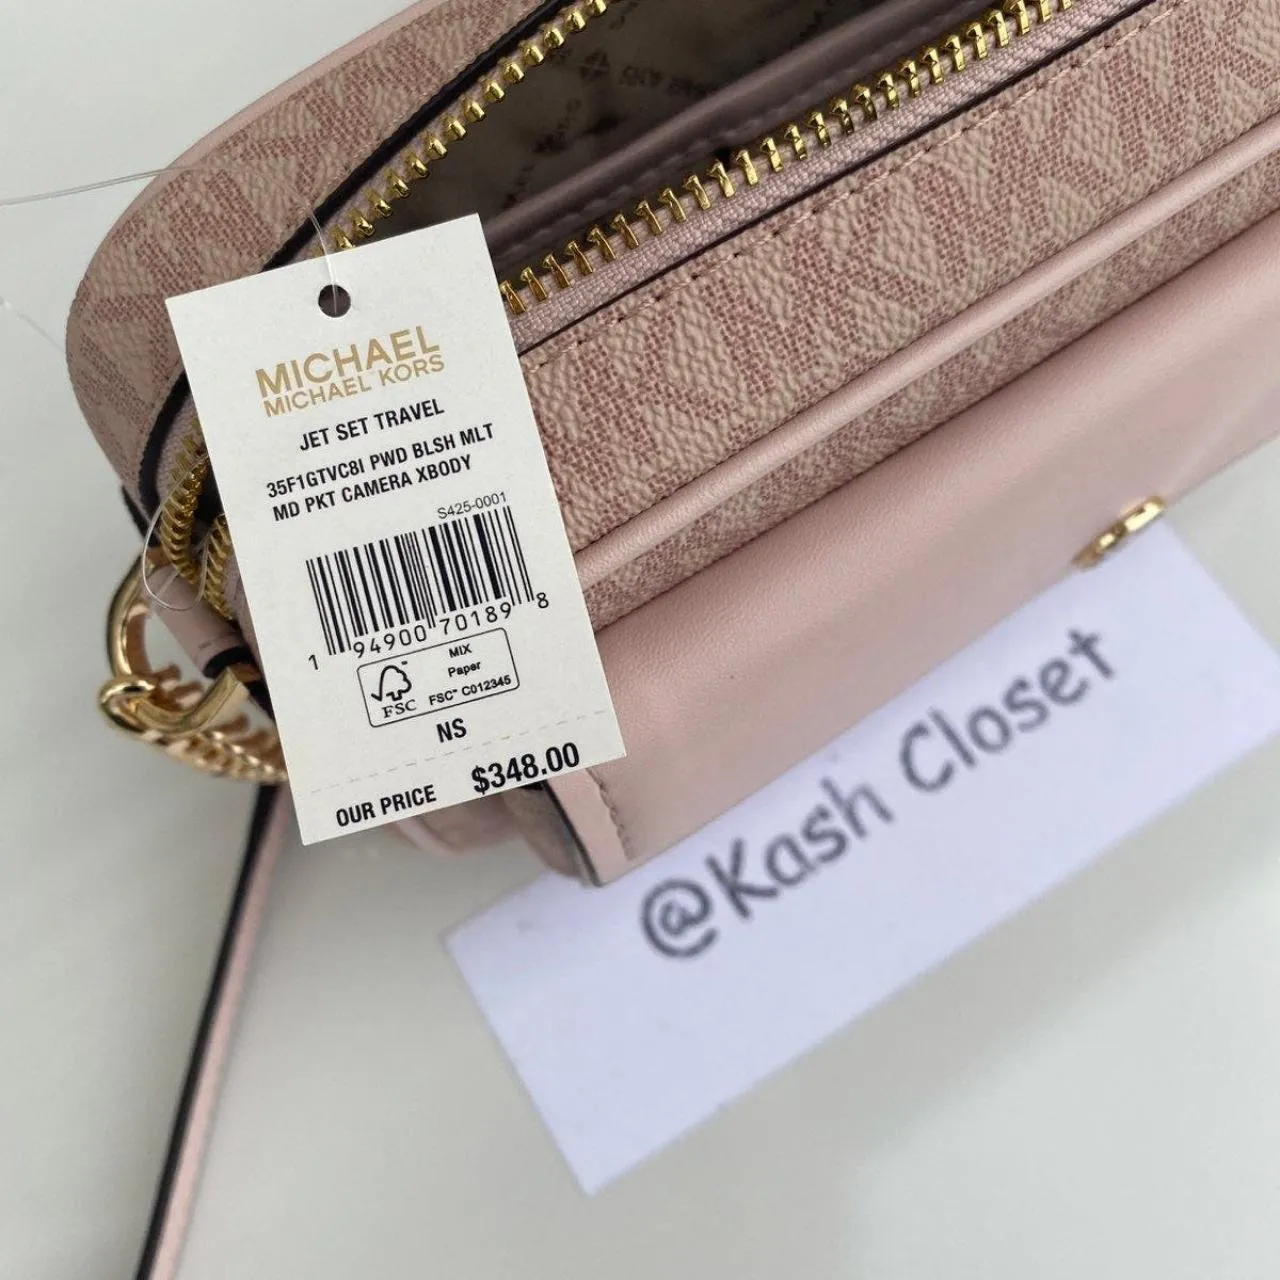 MICHAEL
MICHAEL KORS
JET SET TRAVEL
35F1GTVC8I PWD BLSH MLT
MD PKT CAMERA XBODY
S425-0001
1 94900 70189 8
MIX
Paper
FSC™ C012345
FSC
NS
OUR PRICE $348.00
@Kash Closet